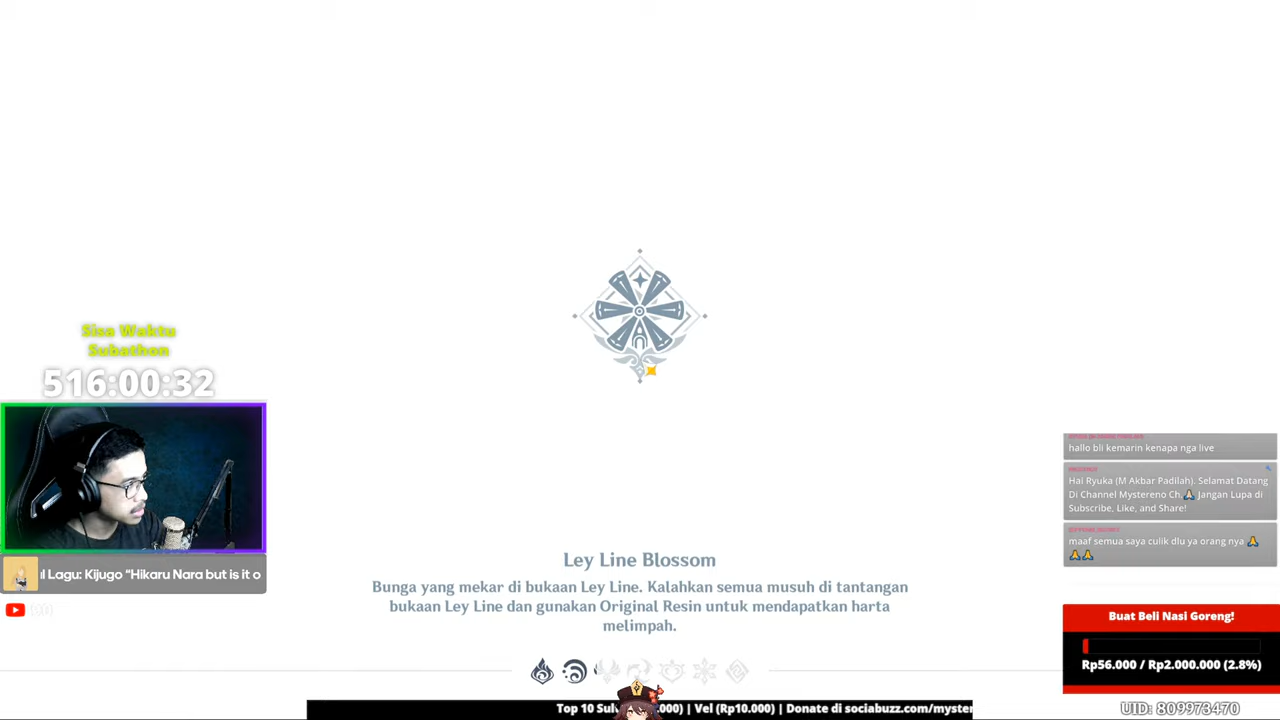 Sisa Waktu
Subathon
516:00:32
hallo bli kemarin kenapa nga live
Hai Ryuka (M Akbar Padilah). Selamat Datang
Di Channel Mystereno Ch.🙏 Jangan Lupa di
Subscribe, Like, and Share!
maaf semua saya culik dlu ya orang nya 🙏
🙏🙏
Ley Line Blossom
Bunga yang mekar di bukaan Ley Line. Kalahkan semua musuh di tantangan
bukaan Ley Line dan gunakan Original Resin untuk mendapatkan harta
melimpah.
l Lagu: Kijugo “Hikaru Nara but is it o
Buat Beli Nasi Goreng!
Rp56.000 / Rp2.000.000 (2.8%)
Top 10 Sul .000) | Vel (Rp10.000) | Donate di sociabuzz.com/myster
UID: 809973470